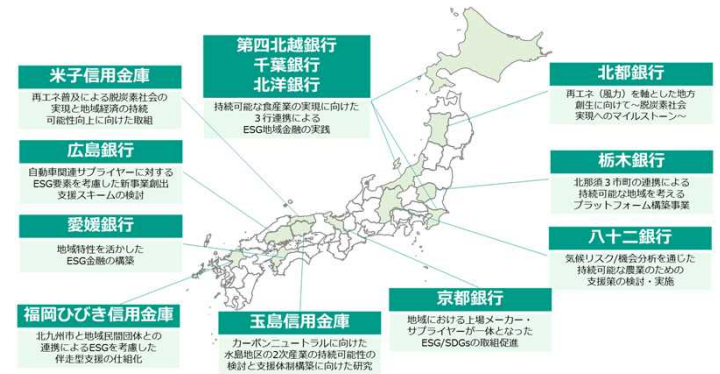 第四北越銀行
千葉銀行
北洋銀行
持続可能な食産業の実現に向けた
3行連携による
ESG地域金融の実践
米子信用金庫
再エネ普及による脱炭素社会の
実現と地域経済の持続
可能性向上に向けた取組
北都銀行
再エネ（風力）を軸とした地方
創生に向けて～脱炭素社会
実現へのマイルストーン～
広島銀行
自動車関連サプライヤーに対する
ESG要素を考慮した新事業創出
支援スキームの検討
栃木銀行
北那須３市町の連携による
持続可能な地域を考える
プラットフォーム構築事業
愛媛銀行
地域特性を活かした
ESG金融の構築
八十二銀行
気候リスク/機会分析を通じた
持続可能な農業のための
支援策の検討・実施
福岡ひびき信用金庫
北九州市と地域民間団体との
連携によるESGを考慮した
伴走型支援の仕組化
玉島信用金庫
カーボンニュートラルに向けた
水島地区の2次産業の持続可能性の
検討と支援体制構築に向けた研究
京都銀行
地域における上場メーカー・
サプライヤーが一体となった
ESG/SDGsの取組促進